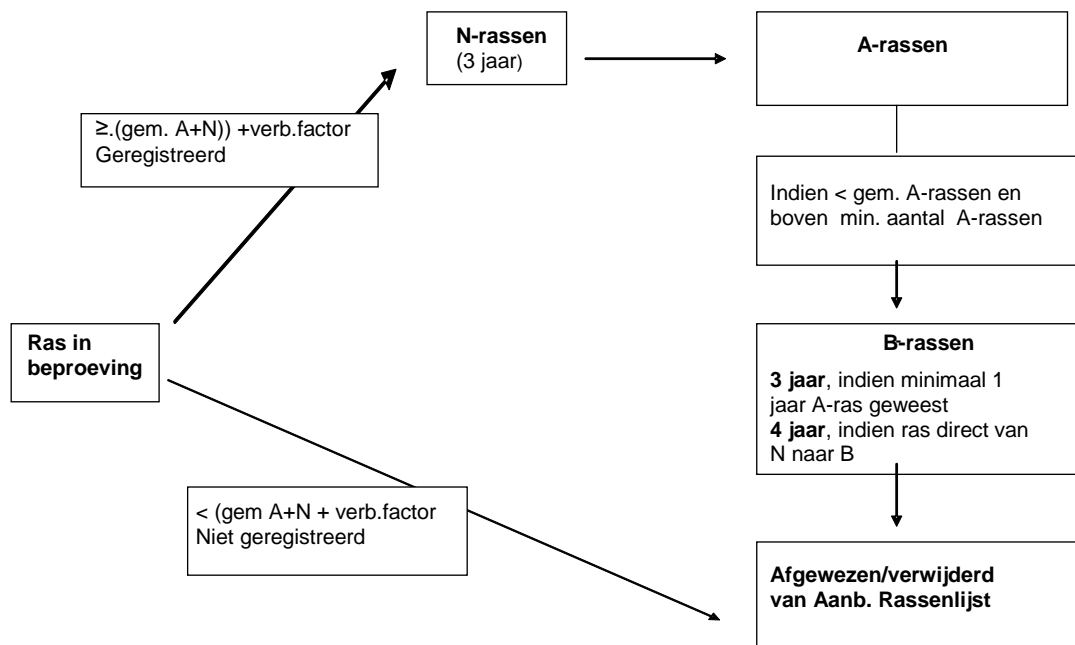 N-rassen
(3 jaar)
A-rassen
≥.(gem. A+N)) +verb.factor
Geregistreerd
Indien < gem. A-rassen en
boven min. aantal A-rassen
Ras in
beproeving
B-rassen
3 jaar, indien minimaal 1
jaar A-ras geweest
4 jaar, indien ras direct van
N naar B
< (gem A+N + verb.factor
Niet geregistreerd
Afgewezen/verwijderd
van Aanb. Rassenlijst